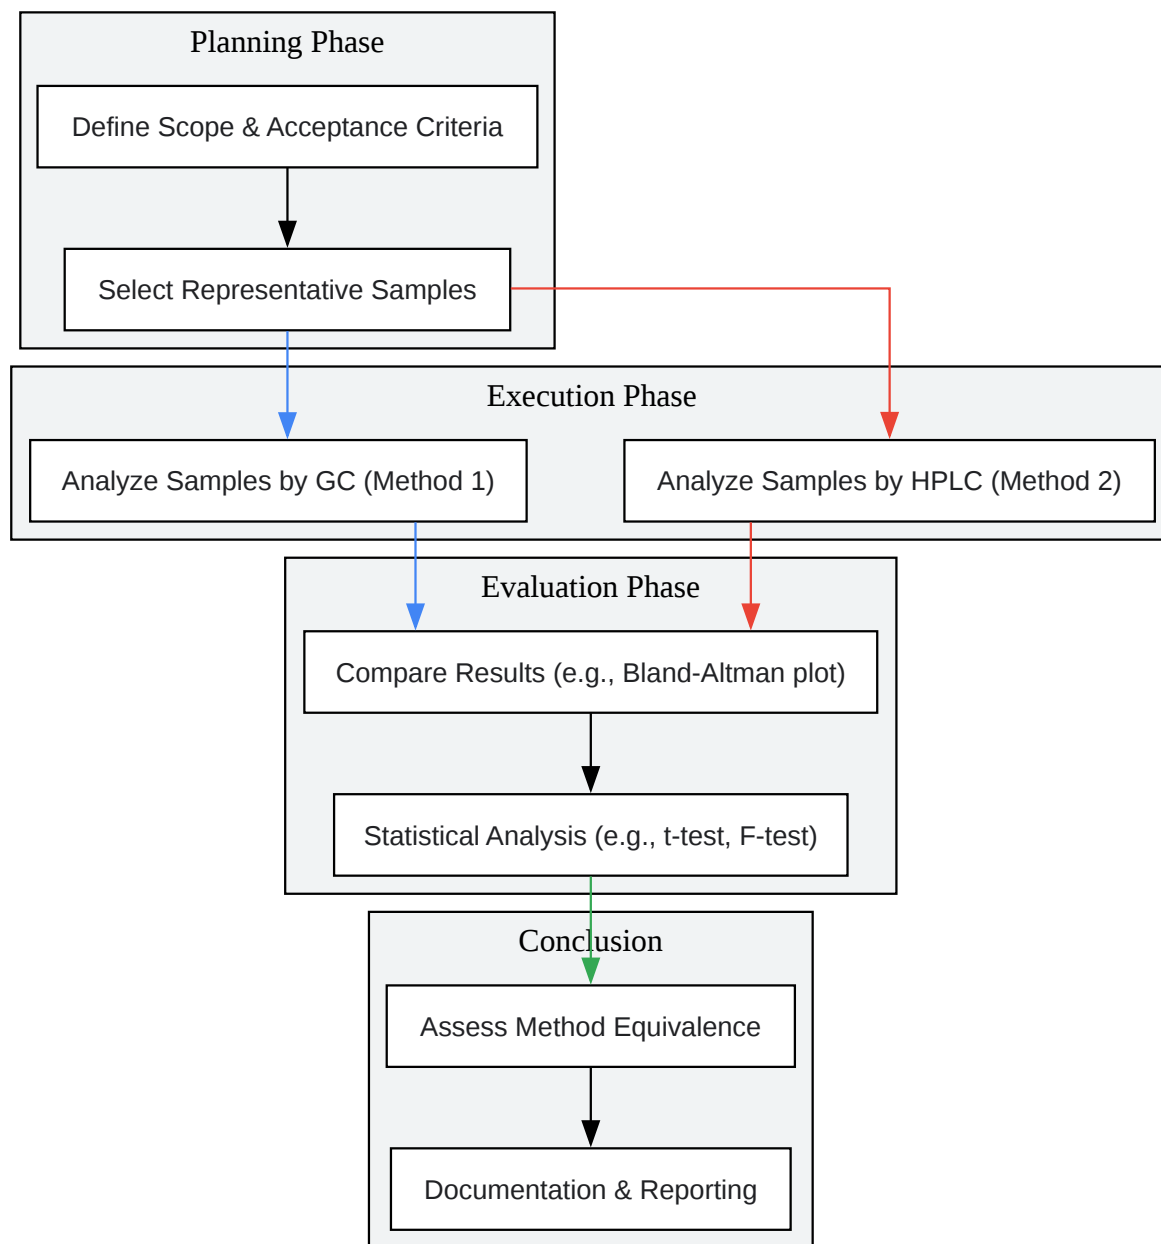 Planning Phase
Define Scope & Acceptance Criteria
Select Representative Samples
Execution Phase
Analyze Samples by GC (Method 1)
Analyze Samples by HPLC (Method 2)
Evaluation Phase
Compare Results (e.g., Bland-Altman plot)
Statistical Analysis (e.g., t-test, F-test)
Conclusion
Assess Method Equivalence
Documentation & Reporting